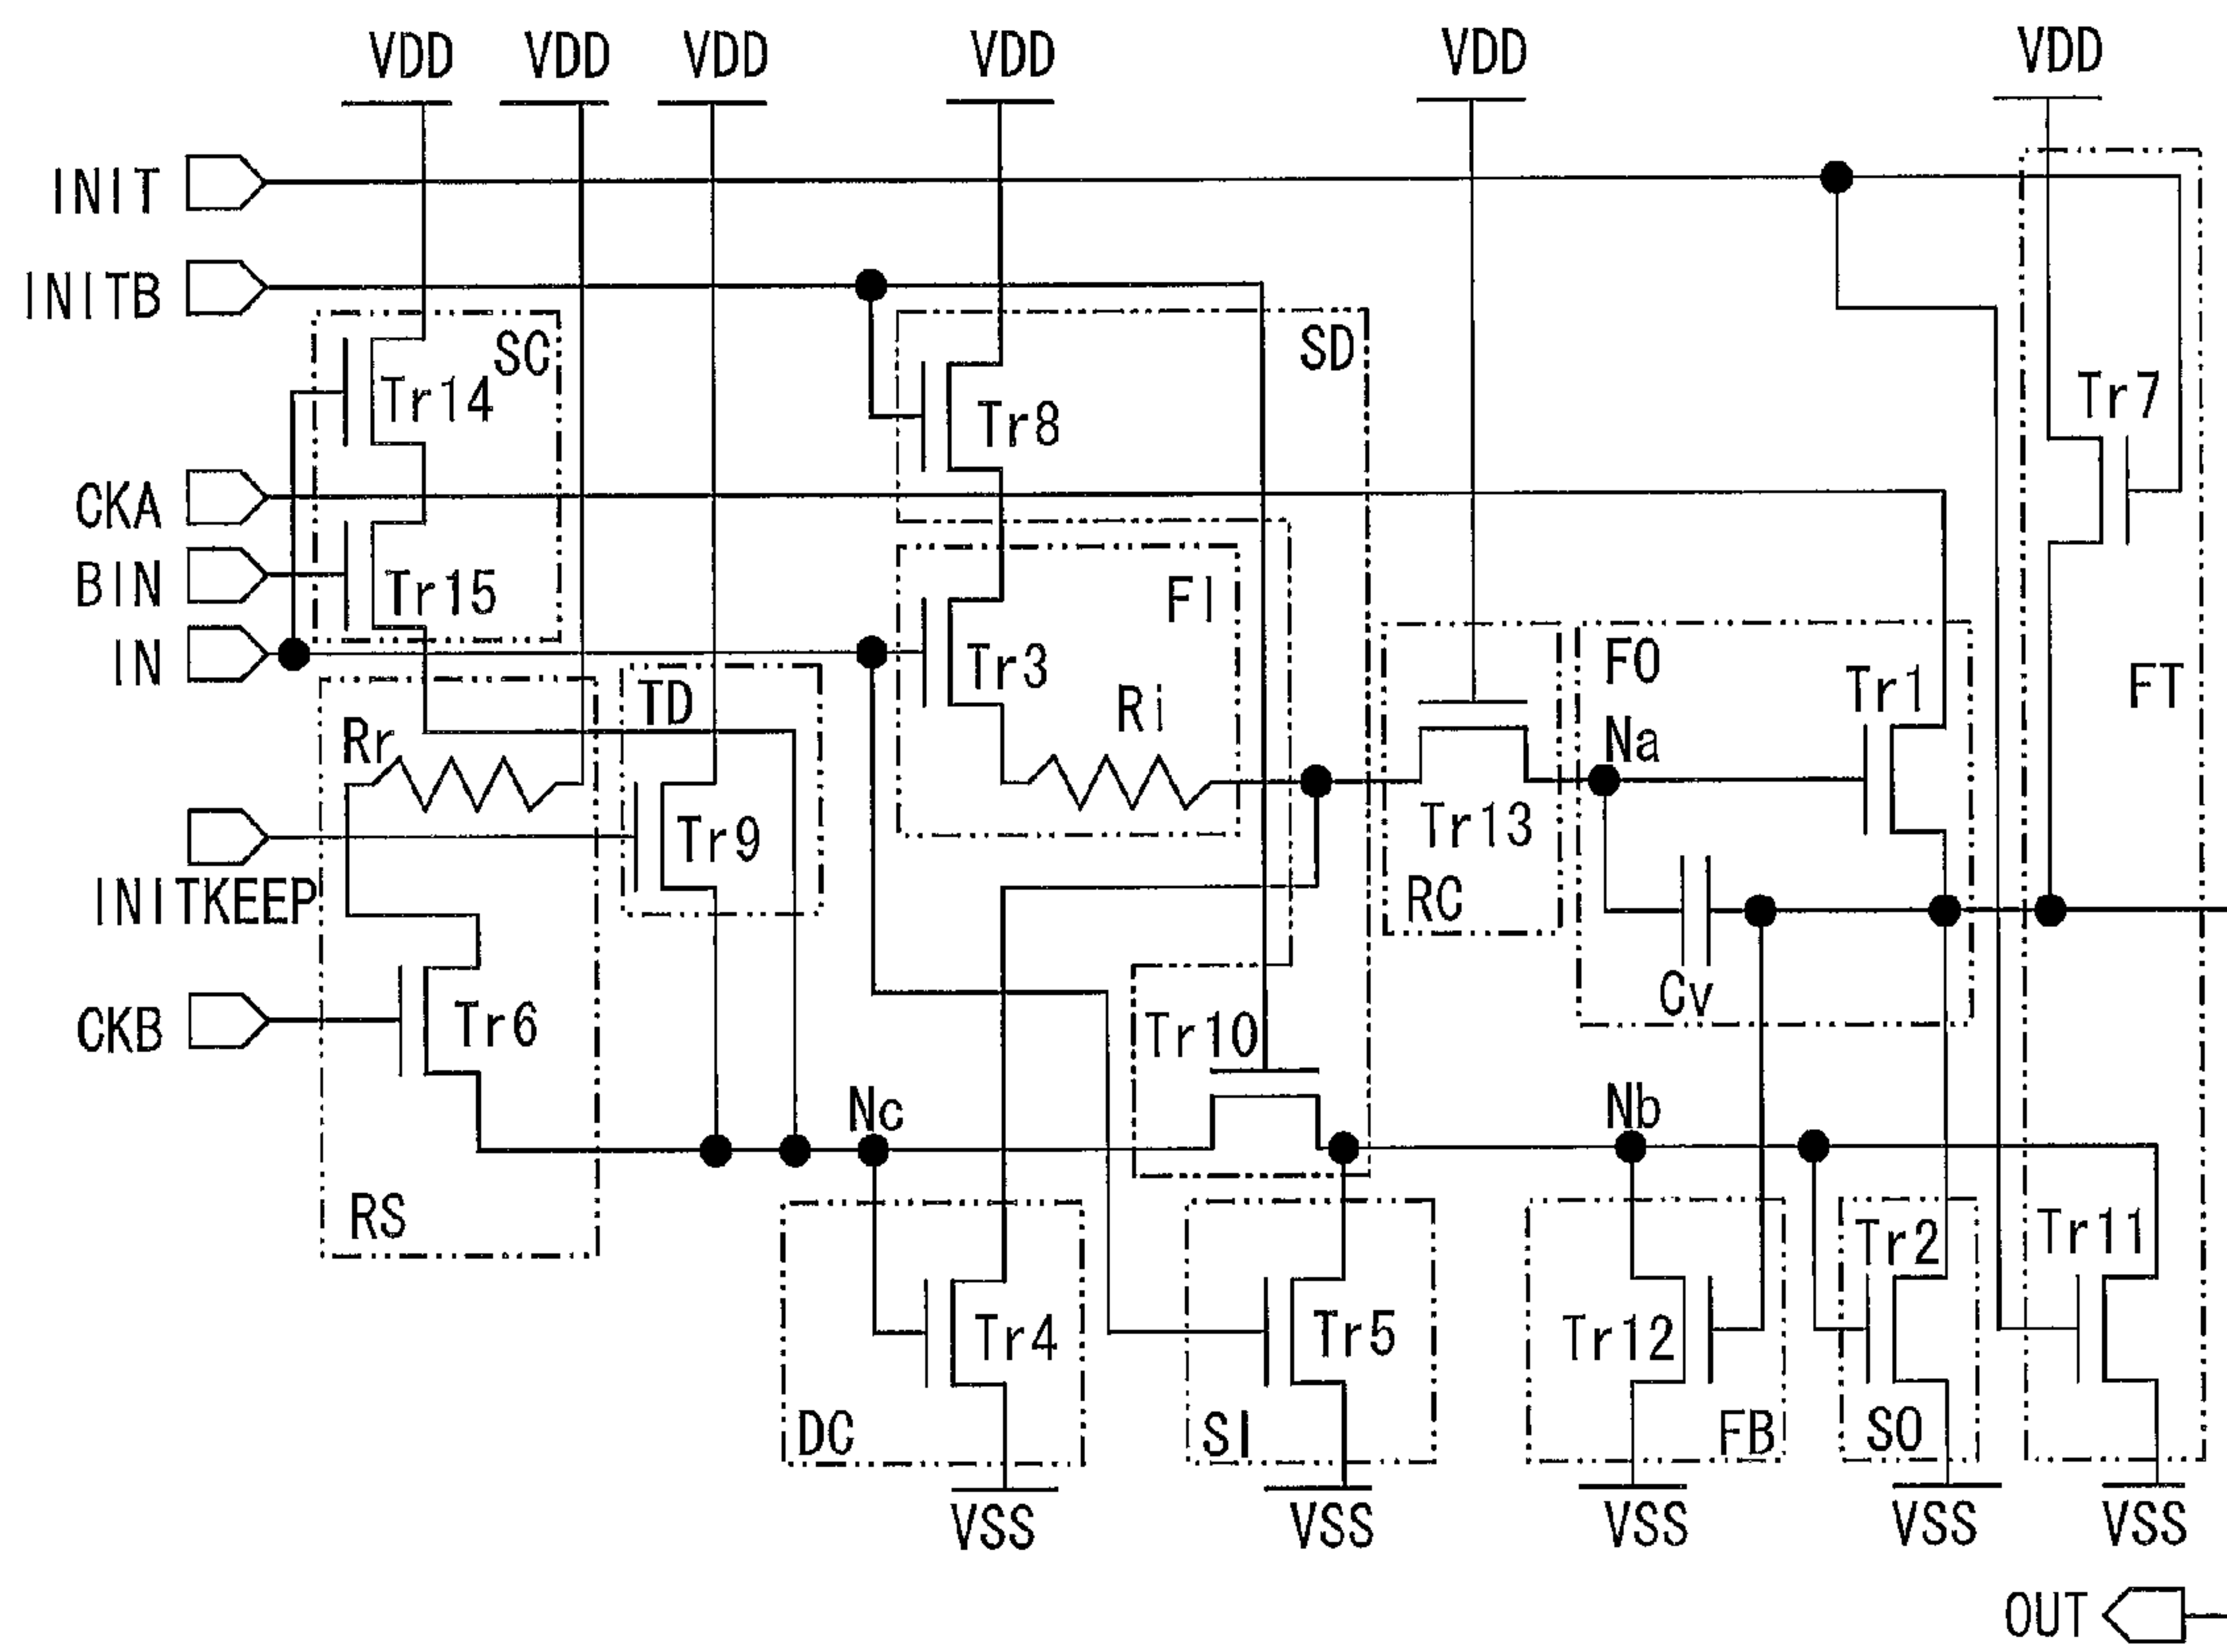 VDD VDD VDD VDD VDD VDD
INIT
INITB
SC SD
Tr14 Tr8 Tr7
CKA
BIN Tr15 FI
IN Tr3 FO Tr1 FT
TD
Rr Ri Na
Tr9 Tr13
INITKEEP RC
Cv
CKB Tr6 Tr10
Nc Nb
RS Tr2 Tr11
Tr4 Tr5 Tr12
DC SI FB SO
VSS VSS VSS VSS VSS
OUT